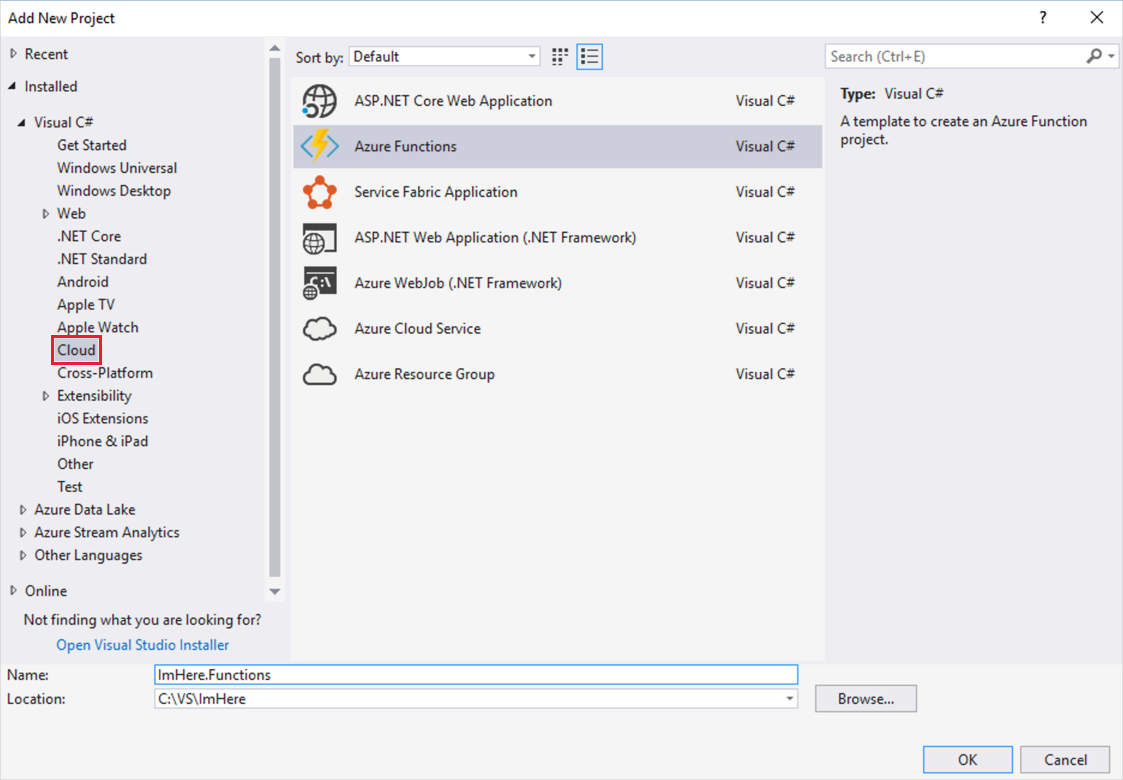 Add New Project
?
Recent
Installed
Visual C#
Get Started
Windows Universal
Windows Desktop
Web
.NET Core
.NET Standard
Android
Apple TV
Apple Watch
Cloud
Cross-Platform
Extensibility
iOS Extensions
iPhone & iPad
Other
Test
Azure Data Lake
Azure Stream Analytics
Other Languages
Online
Not finding what you are looking for?
Open Visual Studio Installer
Sort by: Default
ASP.NET Core Web Application Visual C#
Azure Functions Visual C#
Service Fabric Application Visual C#
ASP.NET Web Application (.NET Framework) Visual C#
C:\
Azure WebJob (.NET Framework) Visual C#
Azure Cloud Service Visual C#
Azure Resource Group Visual C#
Search (Ctrl+E)
Type: Visual C#
A template to create an Azure Function
project.
Name: ImHere.Functions
Location: C:\VS\ImHere Browse...
OK Cancel